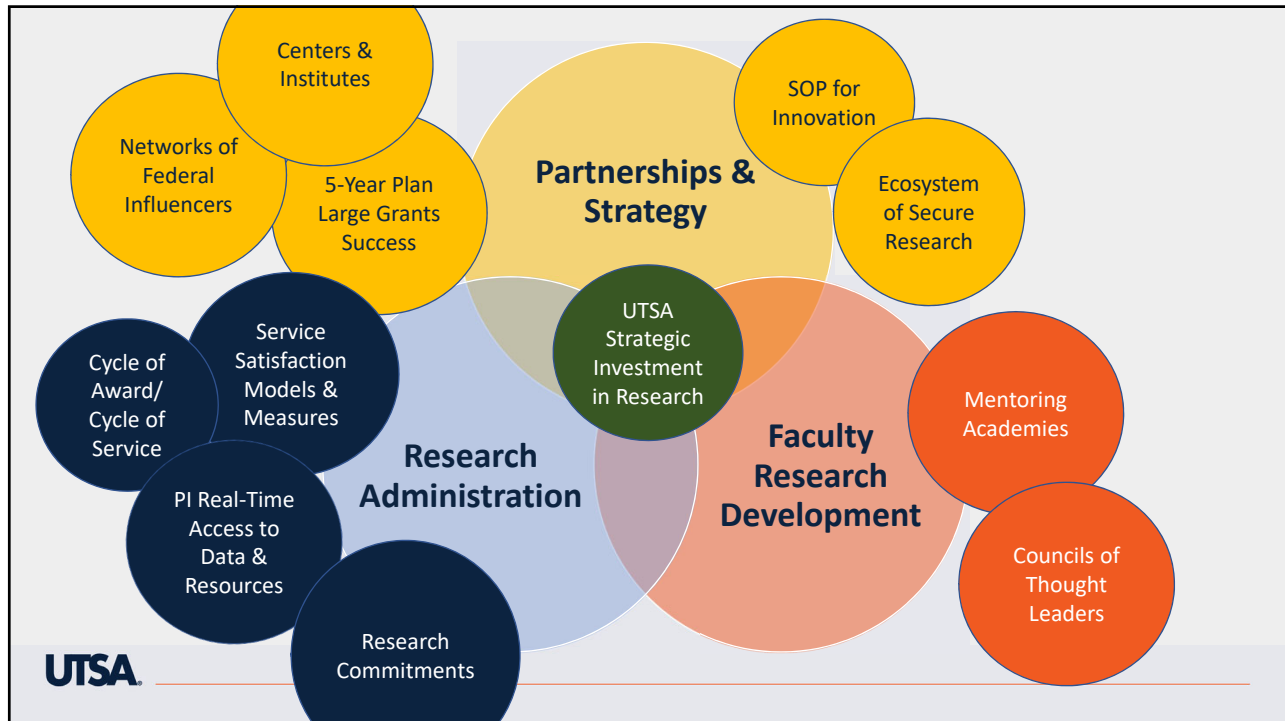 Centers &
Institutes
Networks of
Federal
Influencers
5-Year Plan
Large Grants
Success
Partnerships &
Strategy
SOP for
Innovation
Ecosystem
of Secure
Research
UTSA
Strategic
Investment
in Research
Service
Satisfaction
Models &
Measures
Cycle of
Award/
Cycle of
Service
Research
Administration
PI Real-Time
Access to
Data &
Resources
Research
Commitments
Faculty
Research
Development
Mentoring
Academies
Councils of
Thought
Leaders
UTSA.